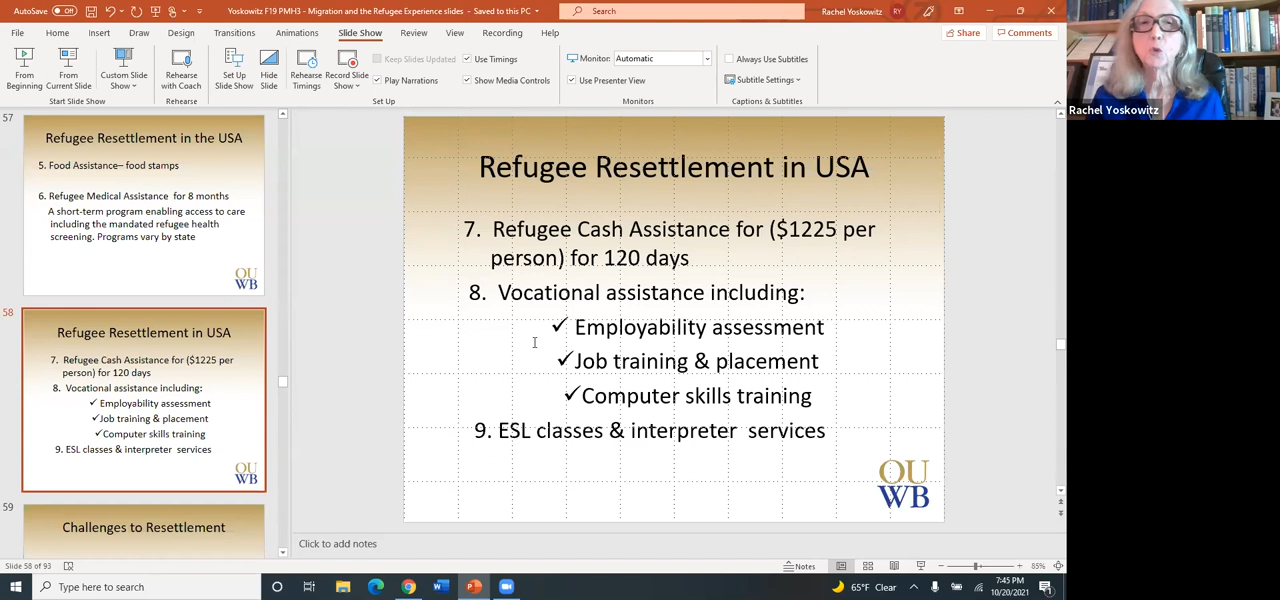 AutoSave Off
Yoskowitz F19 PMH3 - Migration and the Refugee Experience slides - Saved to this PC
Search
Rachel Yoskowitz
RY
File Home Insert Draw Design Transitions Animations Slide Show Review View Recording Help
Share
Comments
From Beginning
From Current Slide
Custom Slide Show
Start Slide Show
Rehearse with Coach
Rehearse
Set Up Slide Show
Hide Slide
Rehearse Timings
Record Slide Show
Keep Slides Updated
Play Narrations
Use Timings
Show Media Controls
Set Up
Monitor: Automatic
Use Presenter View
Monitors
Always Use Subtitles
Subtitle Settings
Captions & Subtitles
Rachel Yoskowitz
57
Refugee Resettlement in the USA
5. Food Assistance– food stamps
6. Refugee Medical Assistance for 8 months
A short-term program enabling access to care
including the mandated refugee health
screening. Programs vary by state
OU
WB
58
Refugee Resettlement in USA
7. Refugee Cash Assistance for ($1225 per
person) for 120 days
8. Vocational assistance including:
✓ Employability assessment
✓Job training & placement
✓Computer skills training
9. ESL classes & interpreter services
OU
WB
59
Challenges to Resettlement
Refugee Resettlement in USA
7. Refugee Cash Assistance for ($1225 per
person) for 120 days
8. Vocational assistance including:
✓ Employability assessment
✓Job training & placement
✓Computer skills training
9. ESL classes & interpreter services
OU
WB
Click to add notes
Slide 58 of 93
Notes
85%
Type here to search
65°F Clear
7:45 PM
10/20/2021